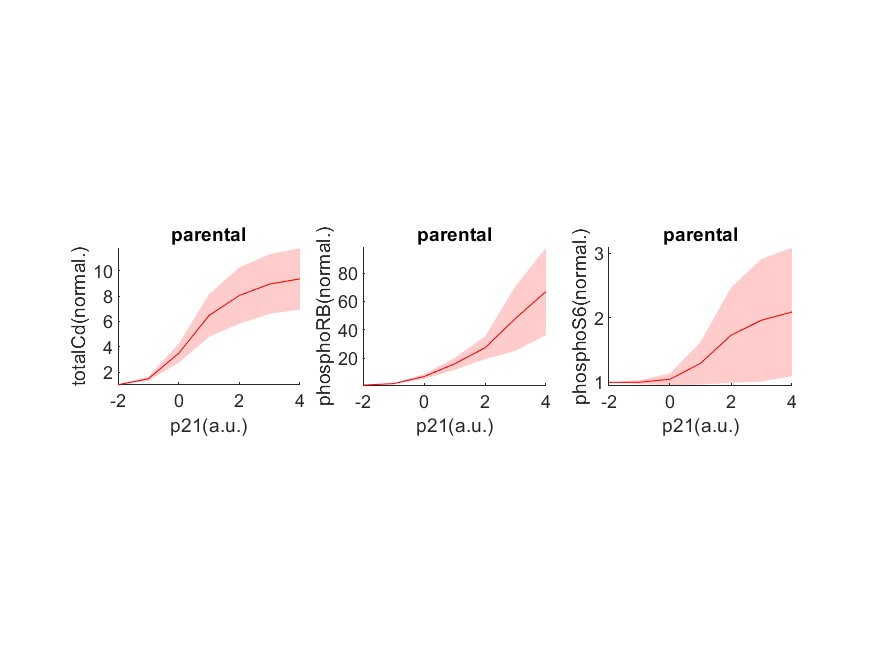 parental
totalCd(normal.)
10
8
6
4
2
-2
0
2
4
p21(a.u.)
parental
phosphoRB(normal.)
80
60
40
20
-2
0
2
4
p21(a.u.)
parental
phosphoS6(normal.)
3
2
1
-2
0
2
4
p21(a.u.)